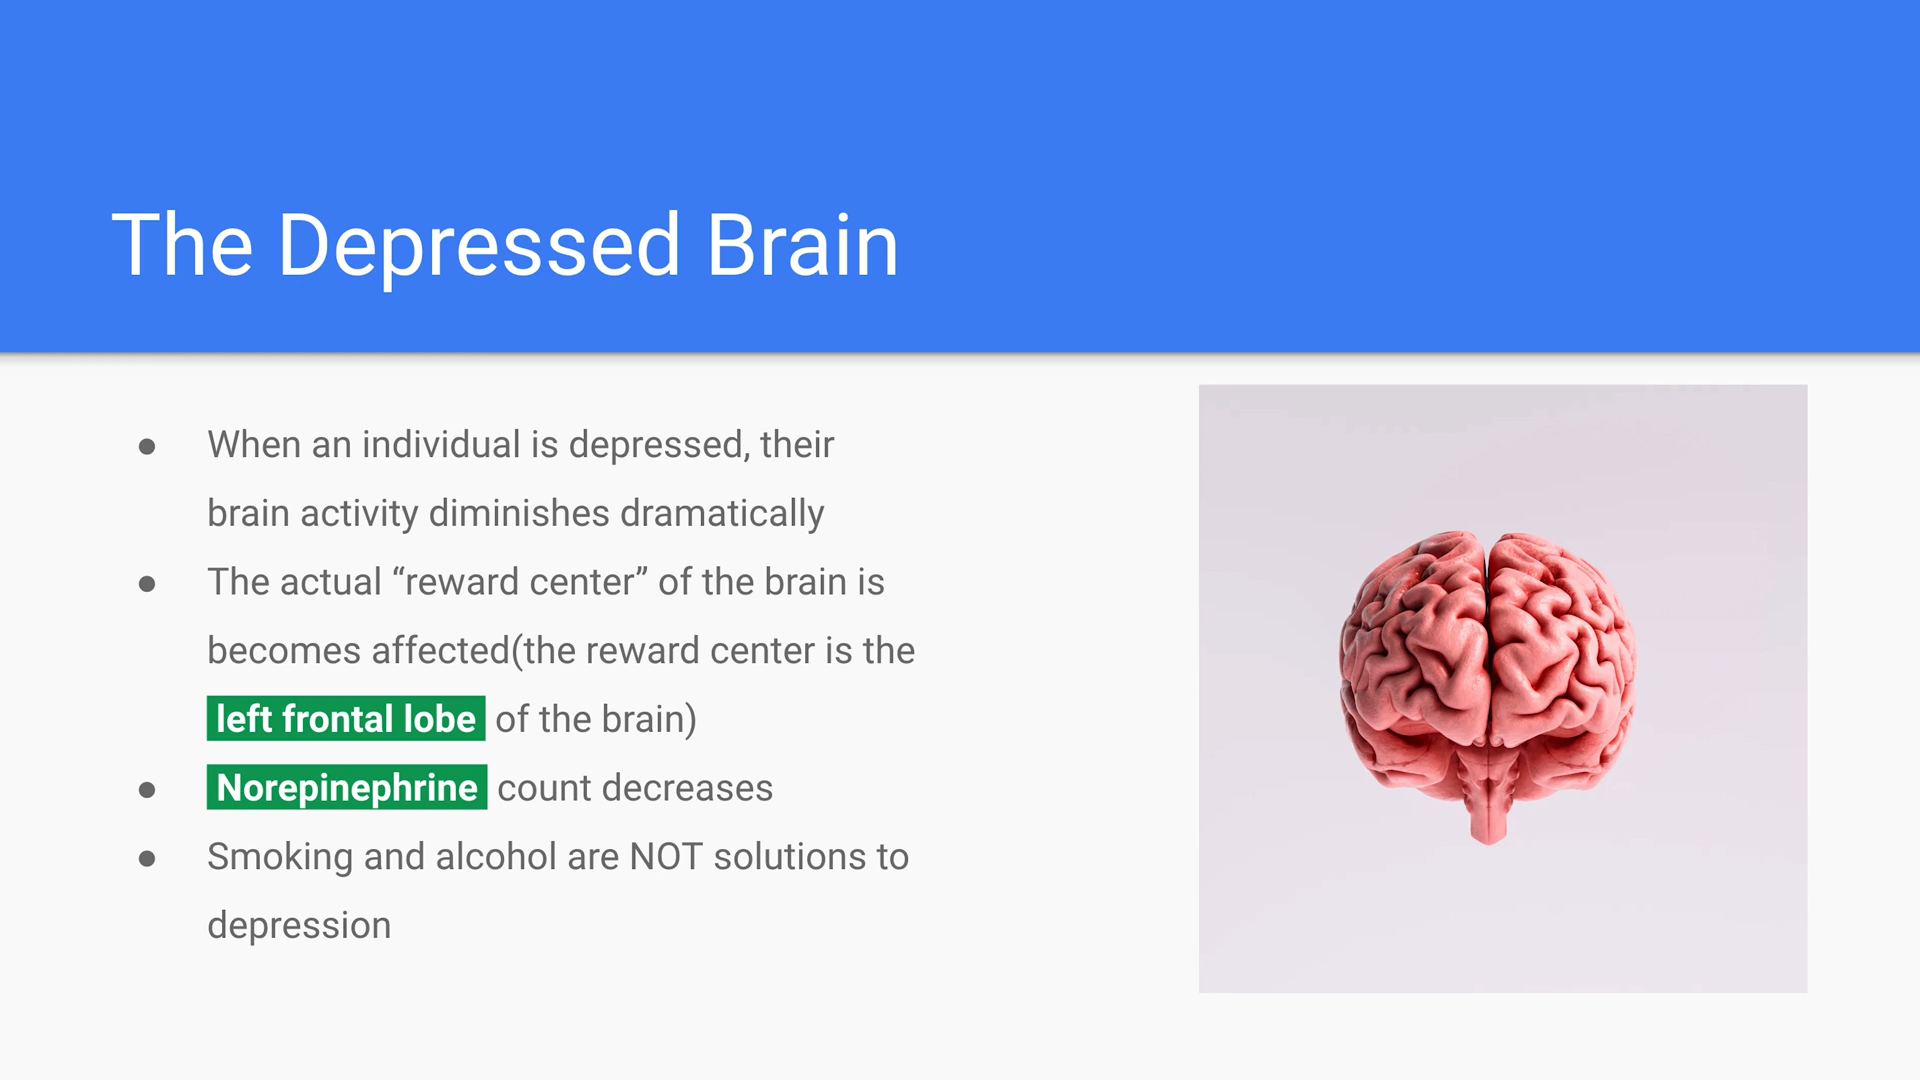 The Depressed Brain
● When an individual is depressed, their
brain activity diminishes dramatically
● The actual “reward center” of the brain is
becomes affected(the reward center is the
left frontal lobe of the brain)
● Norepinephrine count decreases
● Smoking and alcohol are NOT solutions to
depression